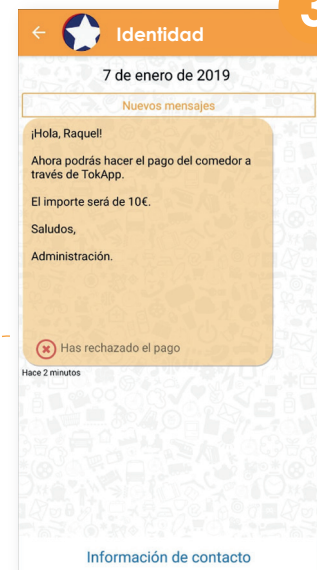 3
Identidad
7 de enero de 2019
Nuevos mensajes
¡Hola, Raquel!
Ahora podrás hacer el pago del comedor a
través de TokApp.
El importe será de 10€.
Saludos,
Administración.
Has rechazado el pago
Hace 2 minutos
Información de contacto